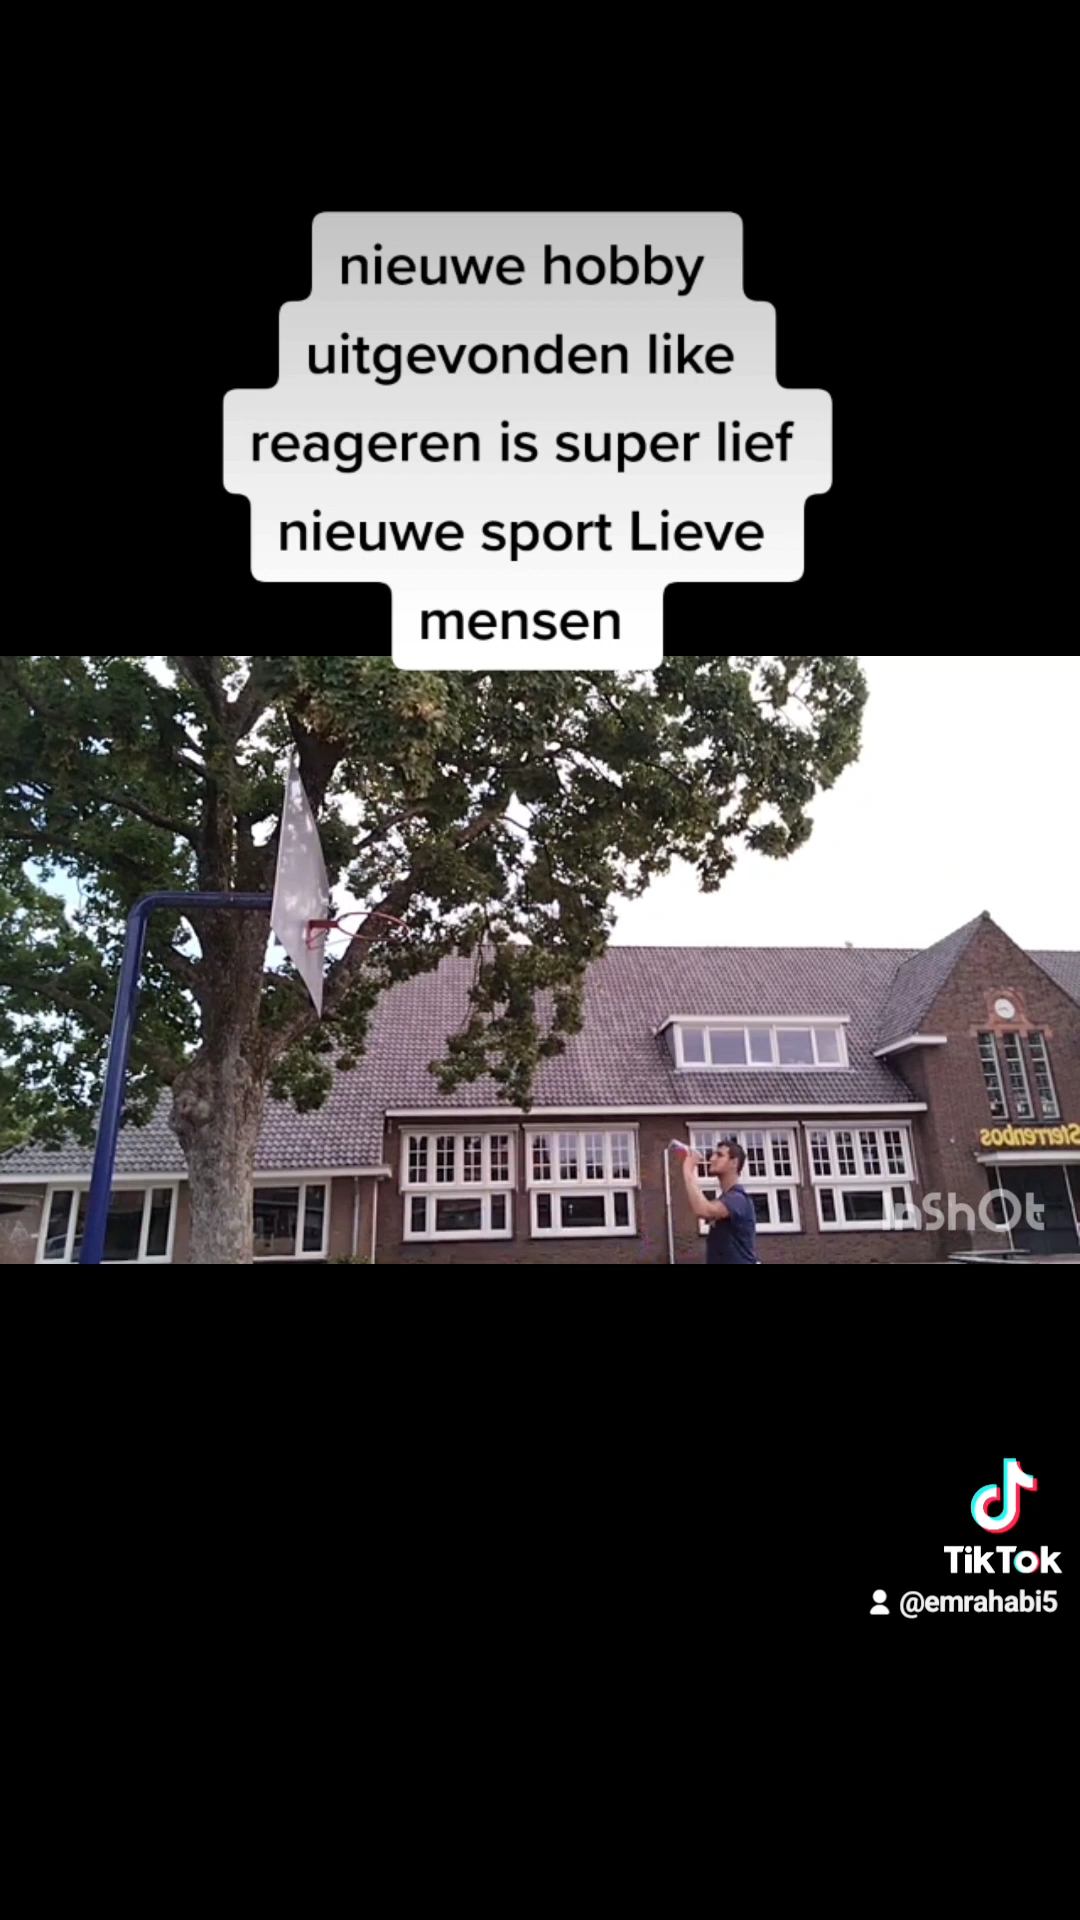 nieuwe hobby
uitgevonden like
reageren is super lief
nieuwe sport Lieve
mensen
Sterrenbos
InShOt
TikTok
@emrahabi5